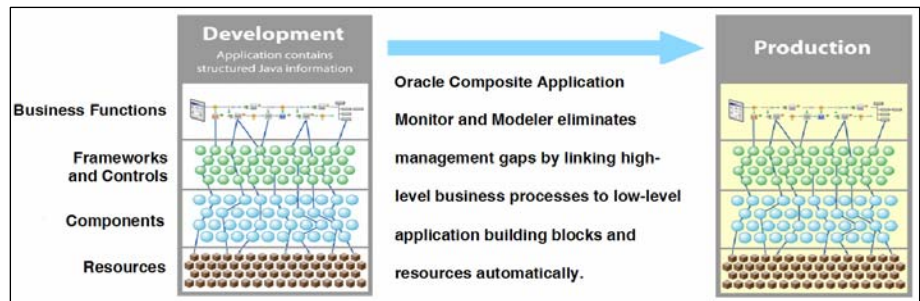 Development
Application contains
structured Java information
Production
Business Functions
Frameworks
and Controls
Components
Resources
Oracle Composite Application
Monitor and Modeler eliminates
management gaps by linking high-
level business processes to low-level
application building blocks and
resources automatically.